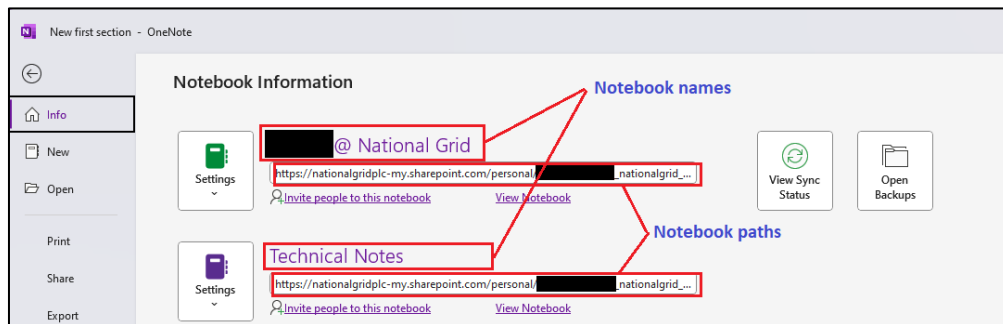 New first section - OneNote
Notebook Information
Notebook names
Info
@ National Grid
New
Settings
https://nationalgridplc-my.sharepoint.com/personal/ _nationalgrid_...
View Sync
Status
Open
Backups
Open
Invite people to this notebook
View Notebook
Notebook paths
Print
Technical Notes
Share
Settings
https://nationalgridplc-my.sharepoint.com/personal/ _nationalgrid_...
Invite people to this notebook
View Notebook
Export